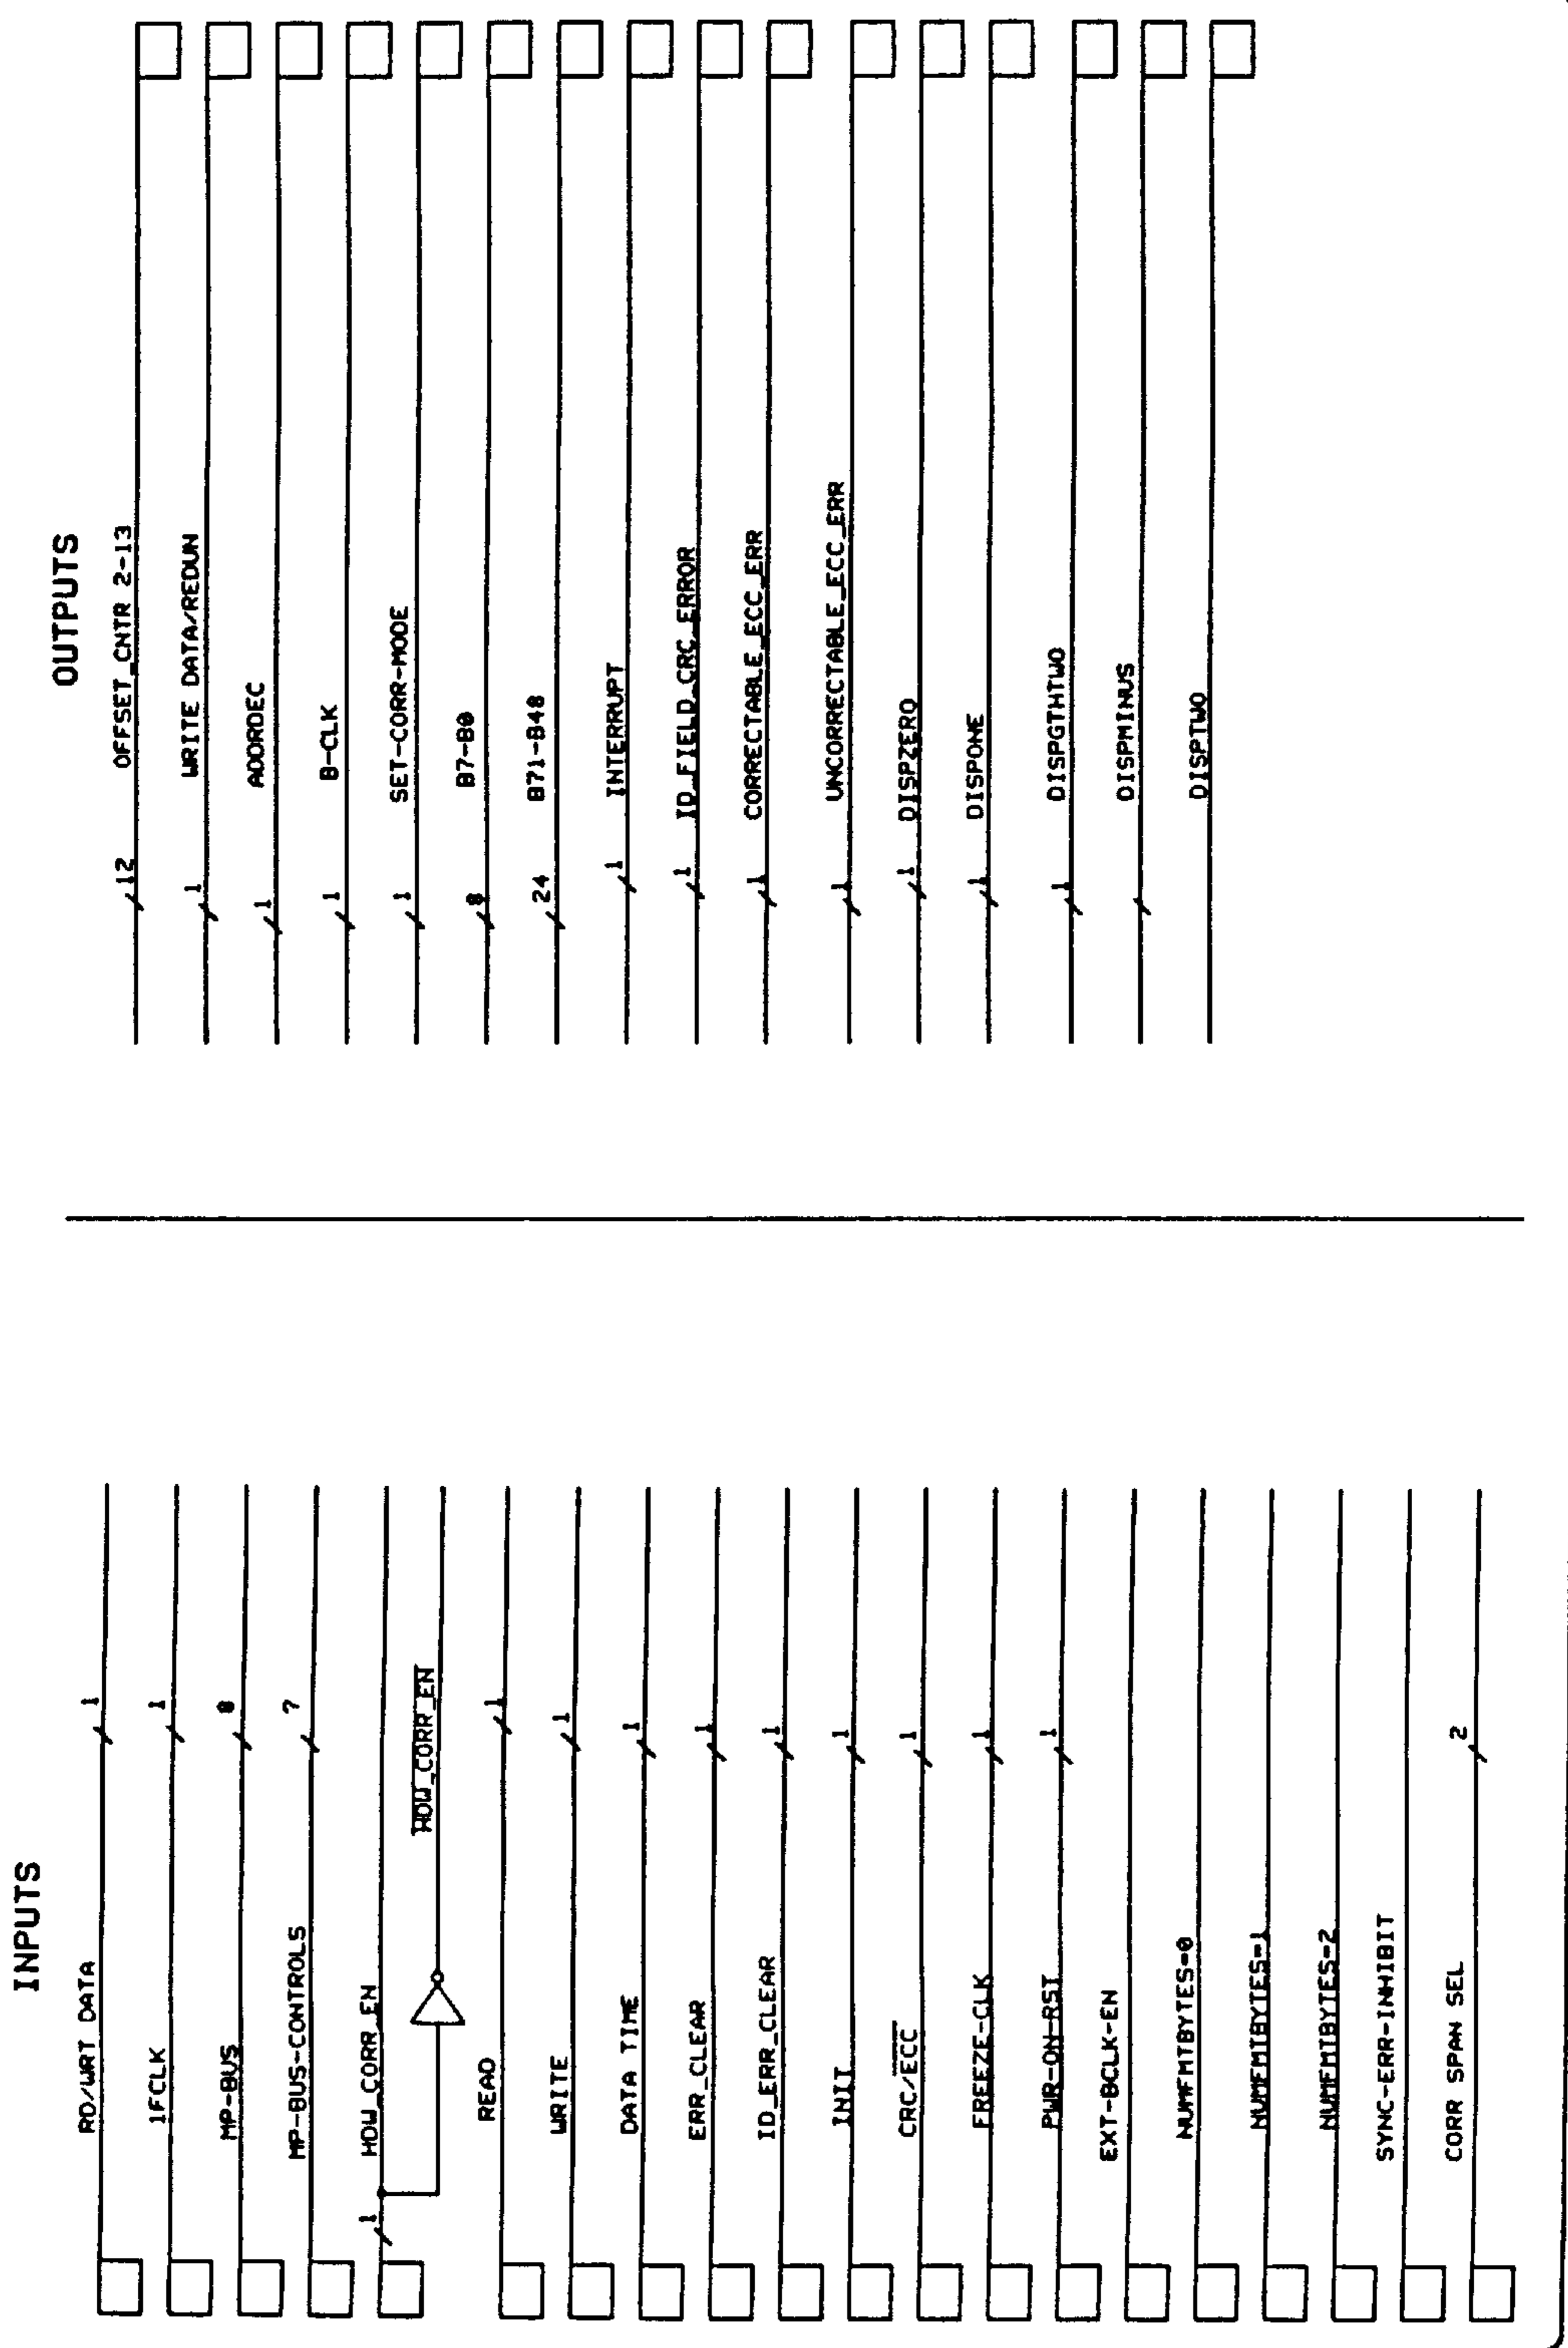 INPUTS
RD/WRT DATA 1
1FCLK 1
MP-BUS 8
MP-BUS-CONTROLS 7
1 HDW_CORR_EN
HDW_CORR_EN
READ 1
WRITE 1
DATA TIME 1
ERR_CLEAR 1
ID_ERR_CLEAR 1
INIT 1
CRC/ECC 1
FREEZE-CLK 1
PWR-ON-RST 1
EXT-BCLK-EN
NUMFMTBYTES=0
NUMFMTBYTES=1
NUMFMTBYTES=2
SYNC-ERR-INHIBIT
CORR SPAN SEL 2
OUTPUTS
12 OFFSET_CNTR 2-13
1 WRITE DATA/REDUN
1 ADDRDEC
1 B-CLK
1 SET-CORR-MODE
8 B7-B0
24 B71-B48
1 INTERRUPT
1 ID_FIELD_CRC_ERROR
1 CORRECTABLE_ECC_ERR
1 UNCORRECTABLE_ECC_ERR
1 DISPZERO
1 DISPONE
1 DISPGTHTWO
DISPMINUS
DISPTWO